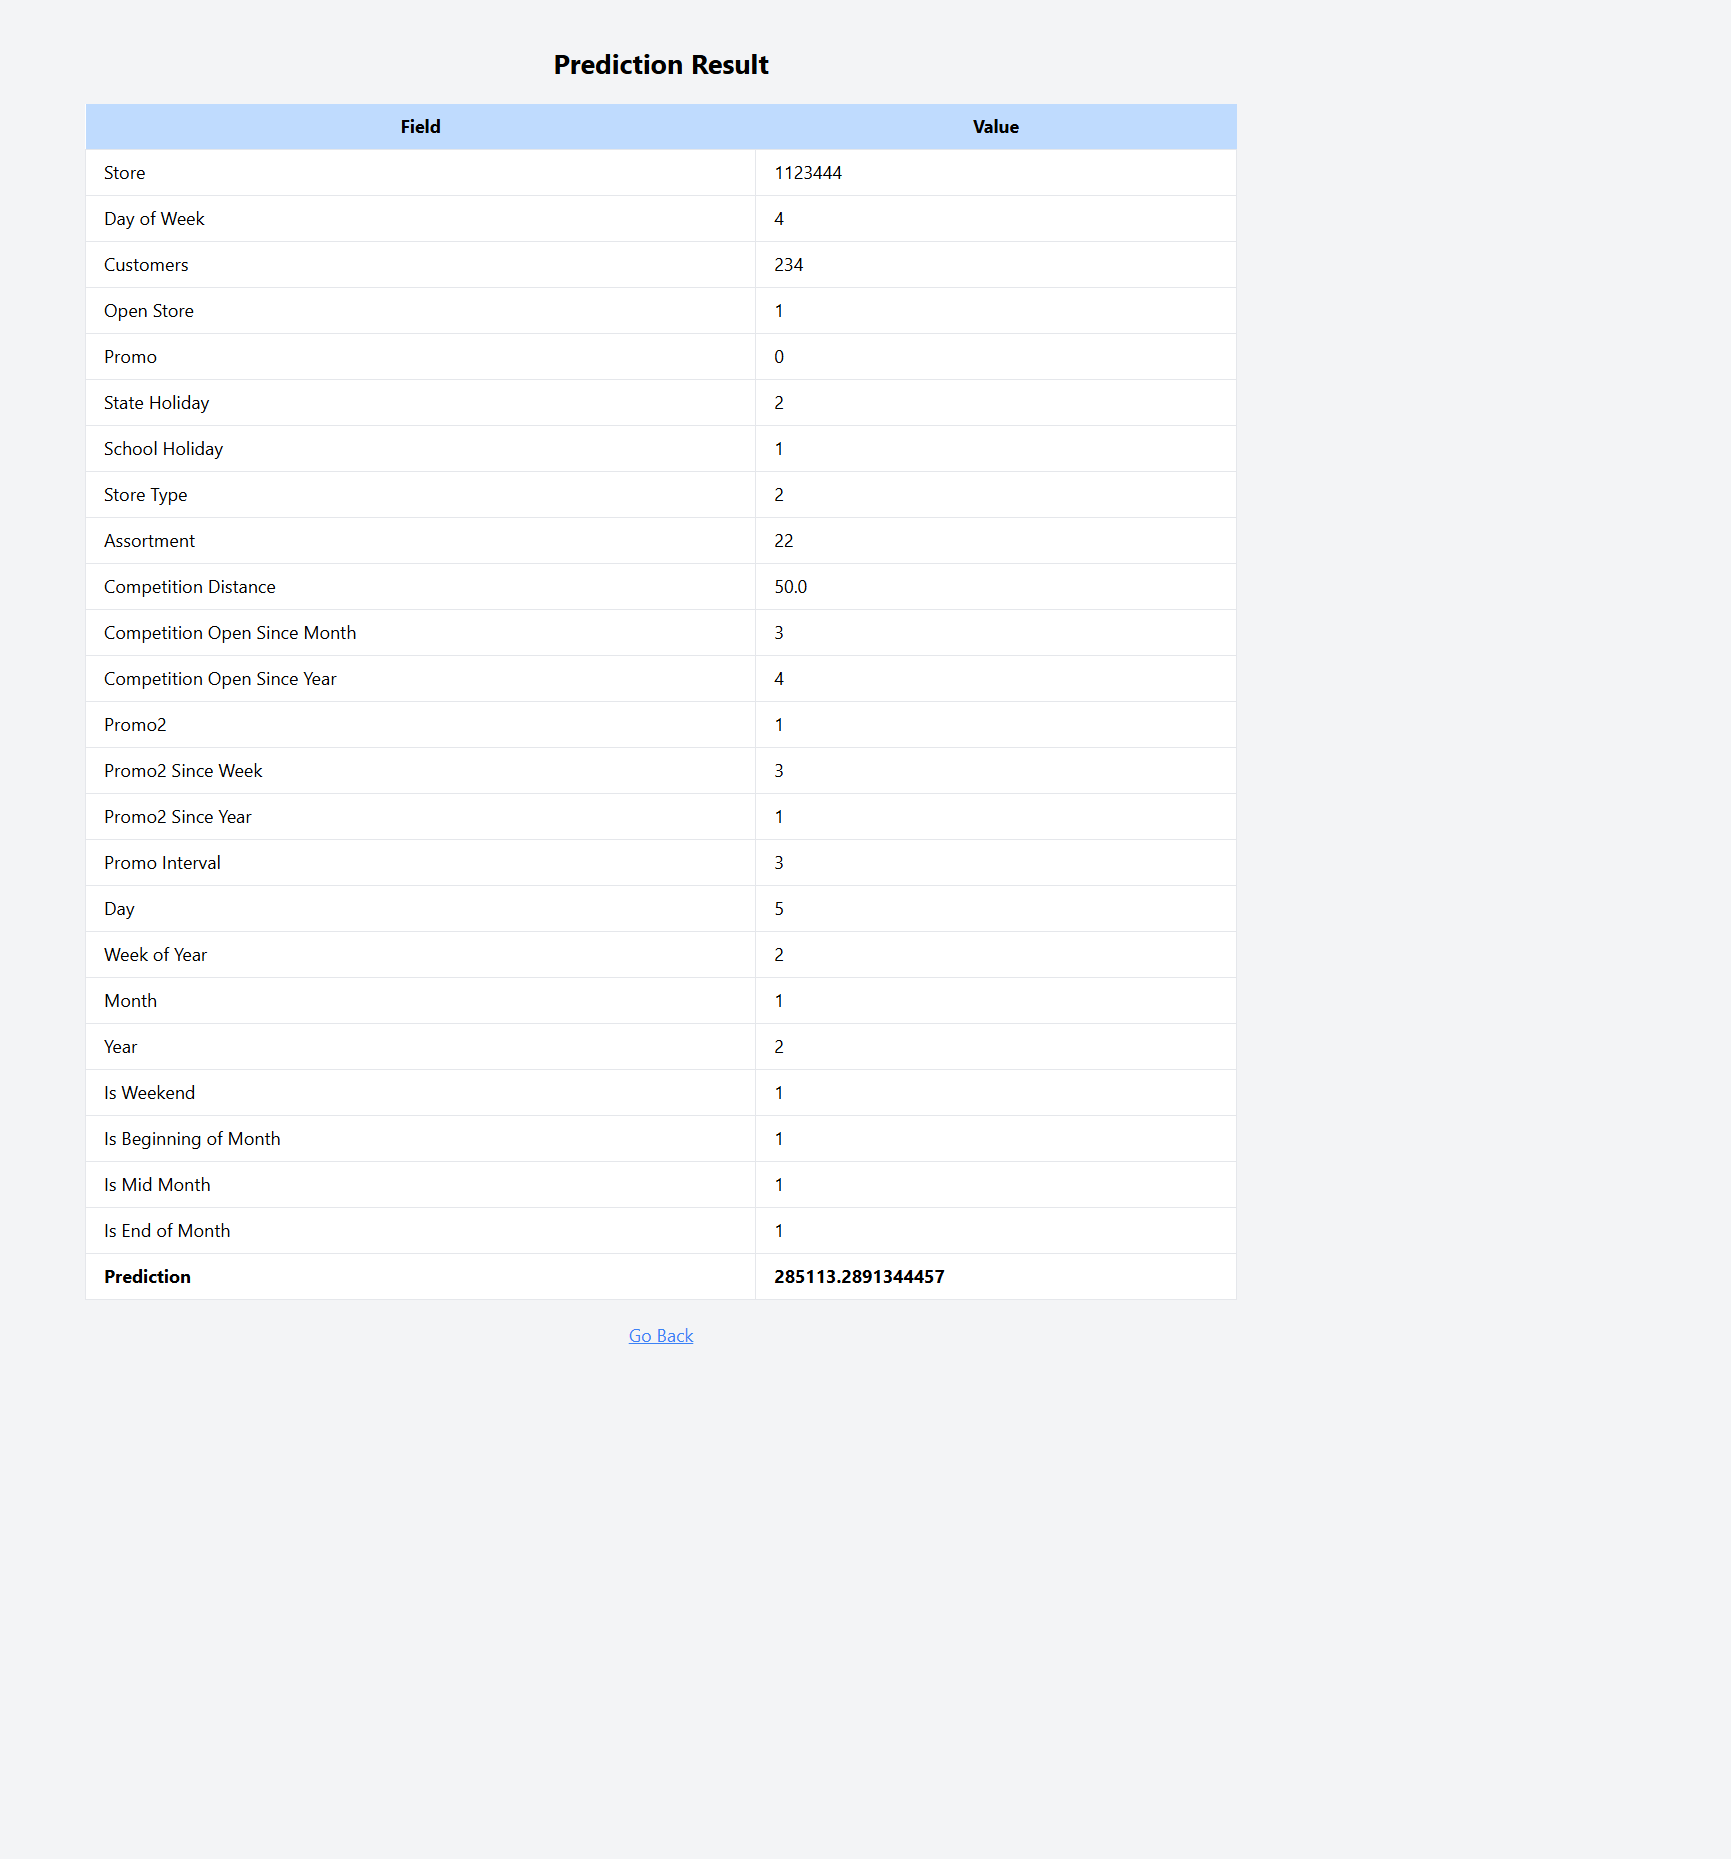 Prediction Result
Field Value
Store 1123444
Day of Week 4
Customers 234
Open Store 1
Promo 0
State Holiday 2
School Holiday 1
Store Type 2
Assortment 22
Competition Distance 50.0
Competition Open Since Month 3
Competition Open Since Year 4
Promo2 1
Promo2 Since Week 3
Promo2 Since Year 1
Promo Interval 3
Day 5
Week of Year 2
Month 1
Year 2
Is Weekend 1
Is Beginning of Month 1
Is Mid Month 1
Is End of Month 1
Prediction 285113.2891344457
Go Back